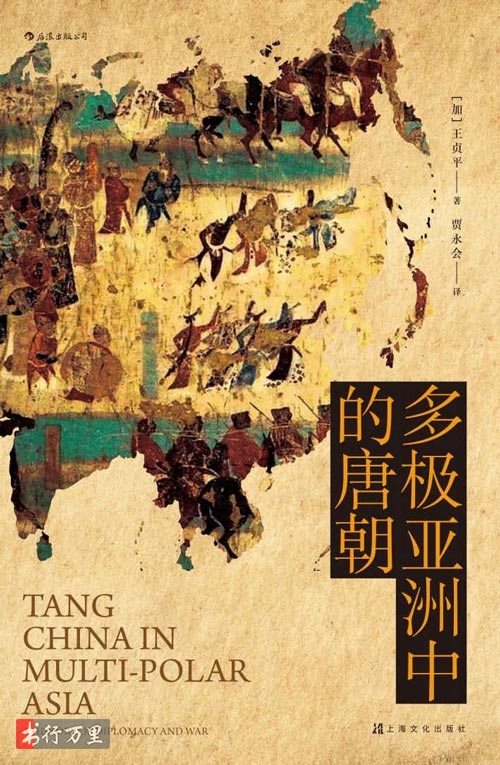 后浪出版公司
[加]王贞平——著
贾永会——译
多极亚洲中
的唐朝
TANG
CHINA IN
MULTI-POLAR
ASIA
DIPLOMACY AND WAR
书行万里
上海文化出版社